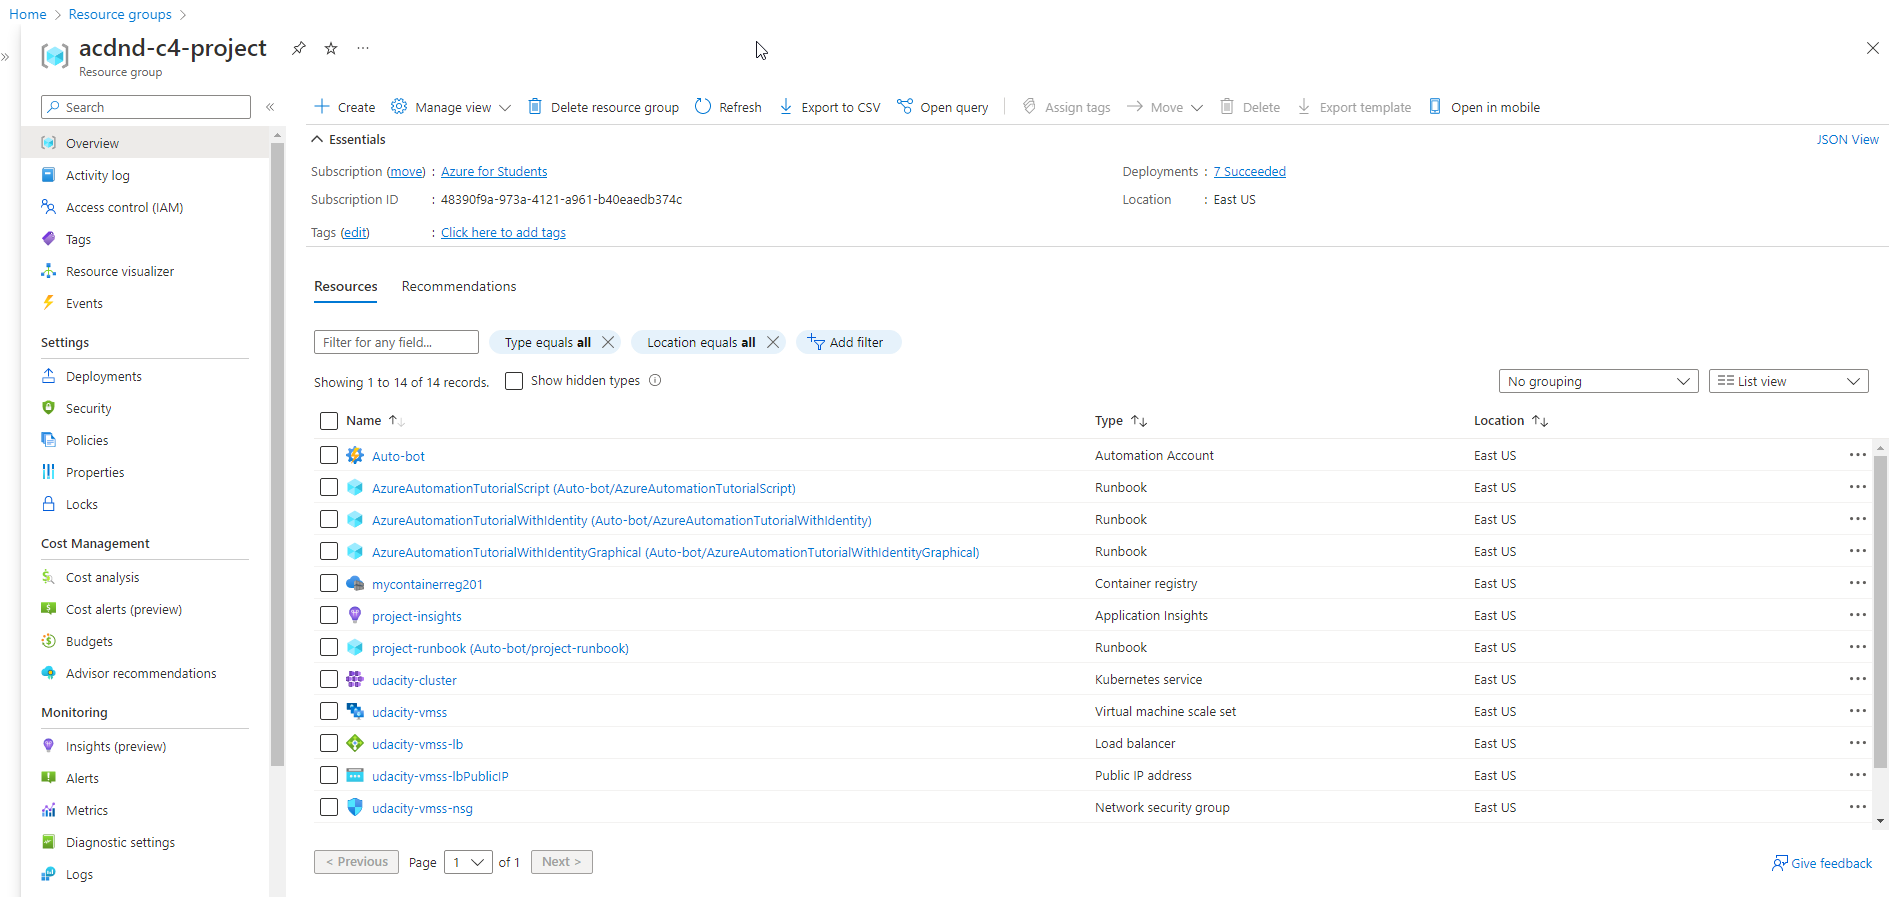 Home > Resource groups >
acdnd-c4-project
Resource group
Search
Overview
Activity log
Access control (IAM)
Tags
Resource visualizer
Events
Settings
Deployments
Security
Policies
Properties
Locks
Cost Management
Cost analysis
Cost alerts (preview)
Budgets
Advisor recommendations
Monitoring
Insights (preview)
Alerts
Metrics
Diagnostic settings
Logs
Create Manage view Delete resource group Refresh Export to CSV Open query Assign tags Move Delete Export template Open in mobile
Essentials JSON View
Subscription (move) : Azure for Students Deployments : 7 Succeeded
Subscription ID : 48390f9a-973a-4121-a961-b40eaedb374c Location : East US
Tags (edit) : Click here to add tags
Resources Recommendations
Filter for any field... Type equals all Location equals all Add filter
Showing 1 to 14 of 14 records. Show hidden types No grouping List view
Name Type Location
Auto-bot Automation Account East US
AzureAutomationTutorialScript (Auto-bot/AzureAutomationTutorialScript) Runbook East US
AzureAutomationTutorialWithIdentity (Auto-bot/AzureAutomationTutorialWithIdentity) Runbook East US
AzureAutomationTutorialWithIdentityGraphical (Auto-bot/AzureAutomationTutorialWithIdentityGraphical) Runbook East US
mycontainerreg201 Container registry East US
project-insights Application Insights East US
project-runbook (Auto-bot/project-runbook) Runbook East US
udacity-cluster Kubernetes service East US
udacity-vmss Virtual machine scale set East US
udacity-vmss-lb Load balancer East US
udacity-vmss-lbPublicIP Public IP address East US
udacity-vmss-nsg Network security group East US
< Previous Page 1 of 1 Next > Give feedback